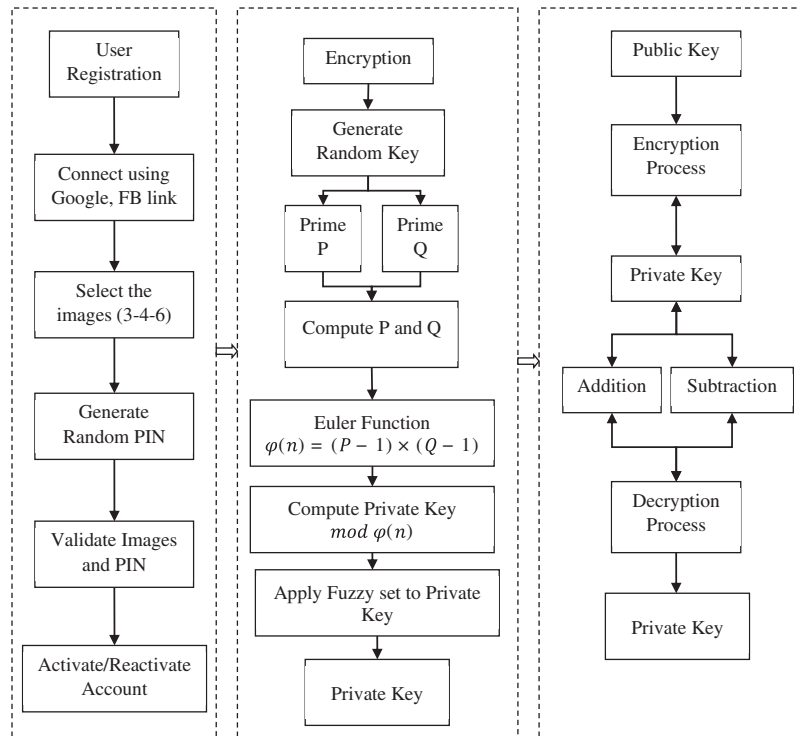 User
Registration
Connect using
Google, FB link
Select the
images (3-4-6)
Generate
Random PIN
Validate Images
and PIN
Activate/Reactivate
Account
Encryption
Generate
Random Key
Prime
P
Prime
Q
Compute P and Q
Euler Function
φ(n) = (P − 1) × (Q − 1)
Compute Private Key
mod φ(n)
Apply Fuzzy set to Private
Key
Private Key
Public Key
Encryption
Process
Private Key
Addition
Subtraction
Decryption
Process
Private Key